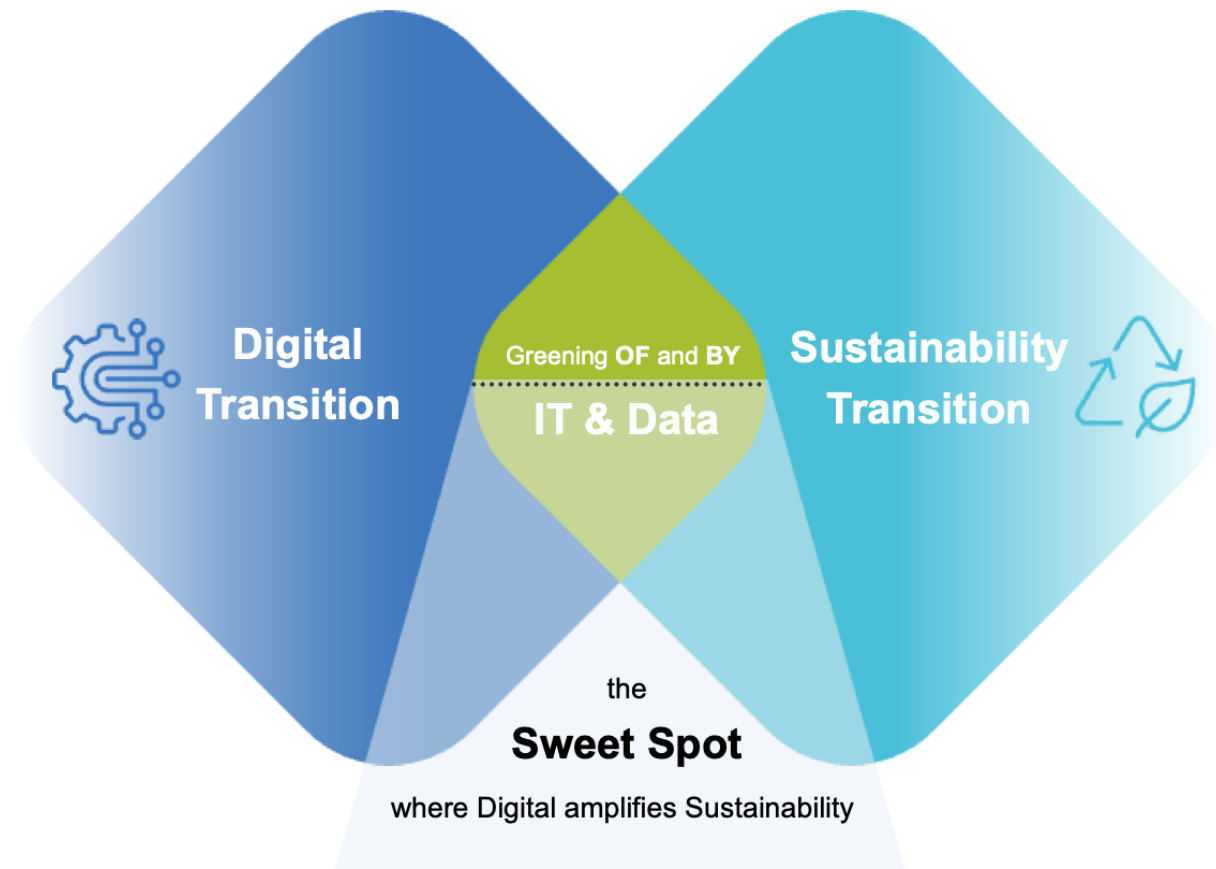 Digital
Transition
Greening OF and BY
IT & Data
Sustainability
Transition
the
Sweet Spot
where Digital amplifies Sustainability